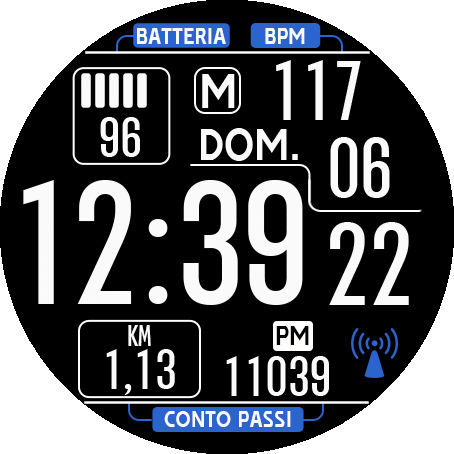 BATTERIA BPM
96 M 117
DOM. 06
12:39 22
KM PM
1,13 11039
CONTO PASSI